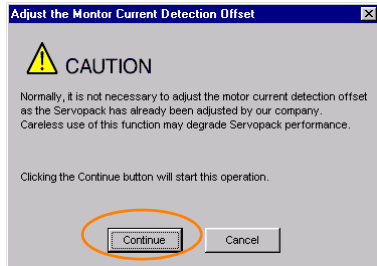 Adjust the Montor Current Detection Offset
CAUTION
Normally, it is not necessary to adjust the motor current detection offset
as the Servopack has already been adjusted by our company.
Careless use of this function may degrade Servopack performance.
Clicking the Continue button will start this operation.
Continue Cancel